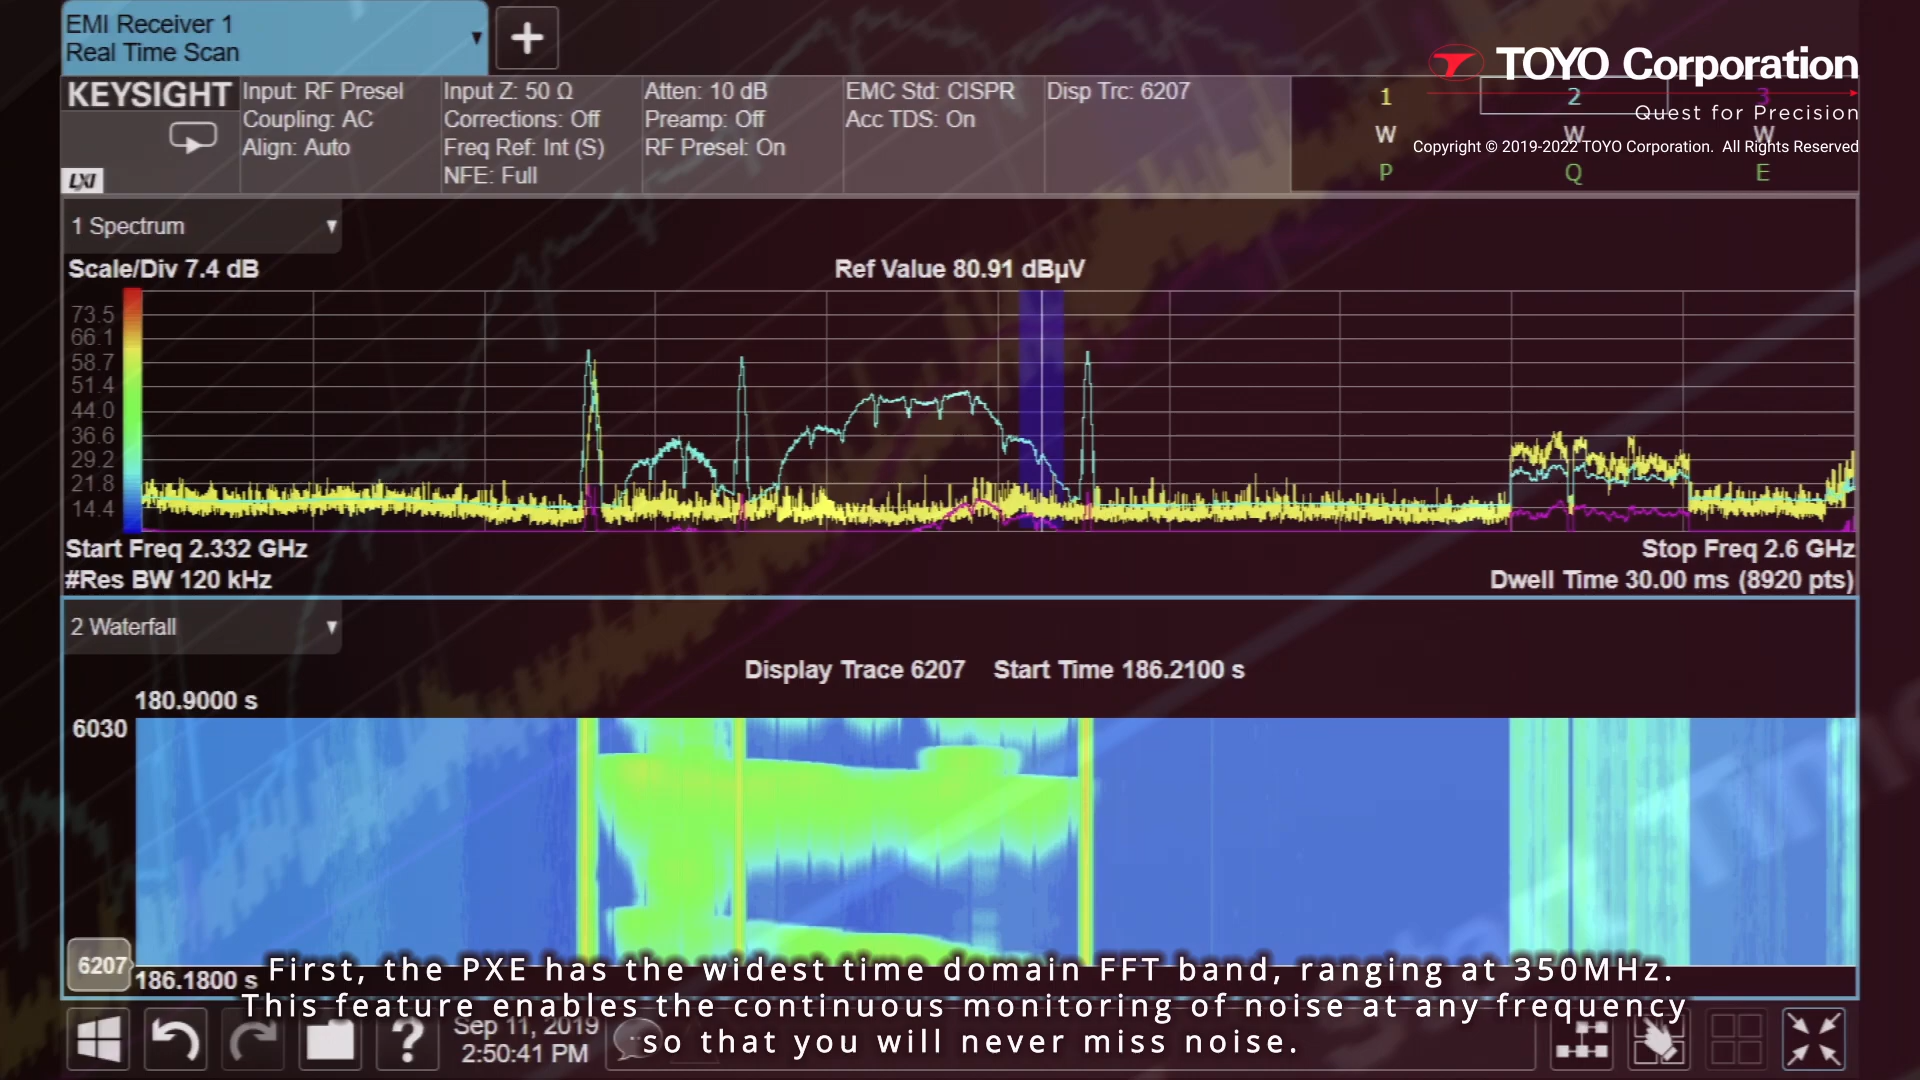 EMI Receiver 1
Real Time Scan
TOYO Corporation
Quest for Precision
Copyright © 2019-2022 TOYO Corporation.  All Rights Reserved
KEYSIGHT
LXI
Input: RF Presel
Coupling: AC
Align: Auto
Input Z: 50 Ω
Corrections: Off
Freq Ref: Int (S)
NFE: Full
Atten: 10 dB
Preamp: Off
RF Presel: On
EMC Std: CISPR
Acc TDS: On
Disp Trc: 6207
1 2 3
W W W
P Q E
1 Spectrum
Scale/Div 7.4 dB
Ref Value 80.91 dBµV
73.5
66.1
58.7
51.4
44.0
36.6
29.2
21.8
14.4
Start Freq 2.332 GHz
Stop Freq 2.6 GHz
#Res BW 120 kHz
Dwell Time 30.00 ms (8920 pts)
2 Waterfall
Display Trace 6207    Start Time 186.2100 s
180.9000 s
6030
6207
186.1800 s
First, the PXE has the widest time domain FFT band, ranging at 350MHz.
This feature enables the continuous monitoring of noise at any frequency
so that you will never miss noise.
?
Sep 11, 2019
2:50:41 PM